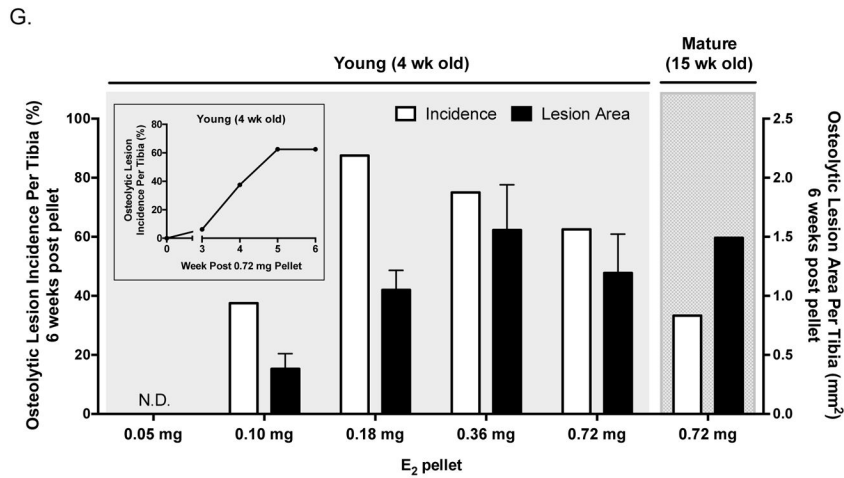 G.
Young (4 wk old)
Mature
(15 wk old)
Osteolytic Lesion Incidence Per Tibia (%)
6 weeks post pellet
100
80
60
40
20
0
Young (4 wk old)
Osteolytic Lesion
Incidence Per Tibia (%)
80
60
40
20
0
0 3 4 5 6
Week Post 0.72 mg Pellet
Incidence Lesion Area
N.D.
2.5
2.0
1.5
1.0
0.5
0.0
Osteolytic Lesion Area Per Tibia (mm²)
6 weeks post pellet
0.05 mg 0.10 mg 0.18 mg 0.36 mg 0.72 mg 0.72 mg
E₂ pellet